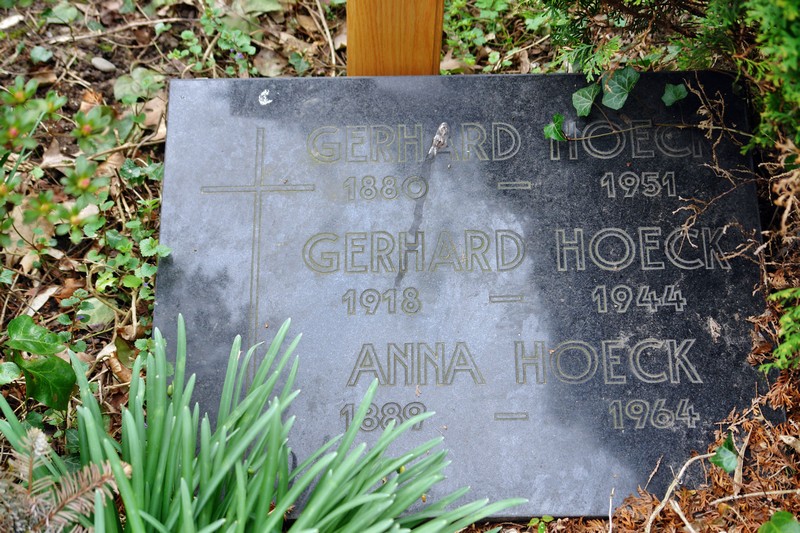 GERHARD HOECK
1880 — 1951
GERHARD HOECK
1918 — 1944
ANNA HOECK
1889 — 1964